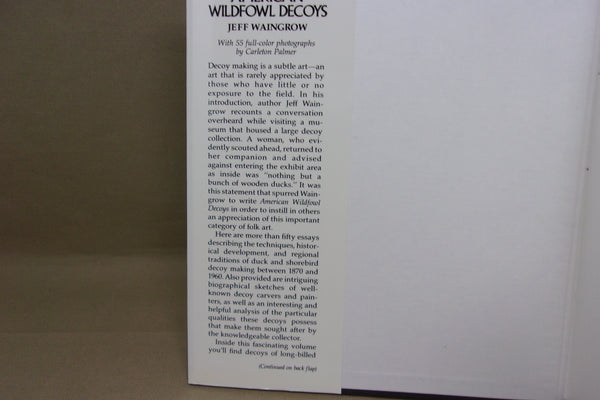 AMERICAN
WILDFOWL DECOYS
JEFF WAINGROW
With 55 full-color photographs
by Carleton Palmer
Decoy making is a subtle art—an
art that is rarely appreciated by
those who have little or no
exposure to the field. In his
introduction, author Jeff Wain-
grow recounts a conversation
overheard while visiting a mu-
seum that housed a large decoy
collection. A woman, who evi-
dently scouted ahead, returned to
her companion and advised
against entering the exhibit area
as inside was "nothing but a
bunch of wooden ducks." It was
this statement that spurred Wain-
grow to write American Wildfowl
Decoys in order to instill in others
an appreciation of this important
category of folk art.
Here are more than fifty essays
describing the techniques, histor-
ical development, and regional
traditions of duck and shorebird
decoy making between 1870 and
1960. Also provided are intriguing
biographical sketches of well-
known decoy carvers and pain-
ters, as well as an interesting and
helpful analysis of the particular
qualities these decoys possess
that make them sought after by
the knowledgeable collector.
Inside this fascinating volume
you'll find decoys of long-billed
(Continued on back flap)